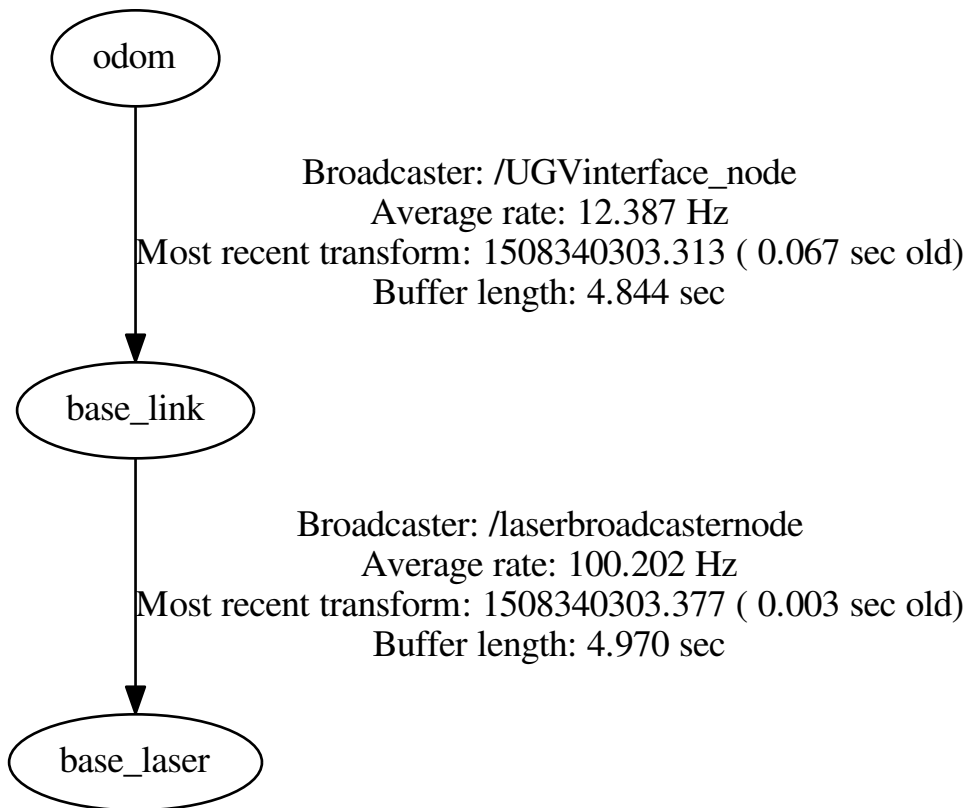 odom
Broadcaster: /UGVinterface_node
Average rate: 12.387 Hz
Most recent transform: 1508340303.313 ( 0.067 sec old)
Buffer length: 4.844 sec
base_link
Broadcaster: /laserbroadcasternode
Average rate: 100.202 Hz
Most recent transform: 1508340303.377 ( 0.003 sec old)
Buffer length: 4.970 sec
base_laser